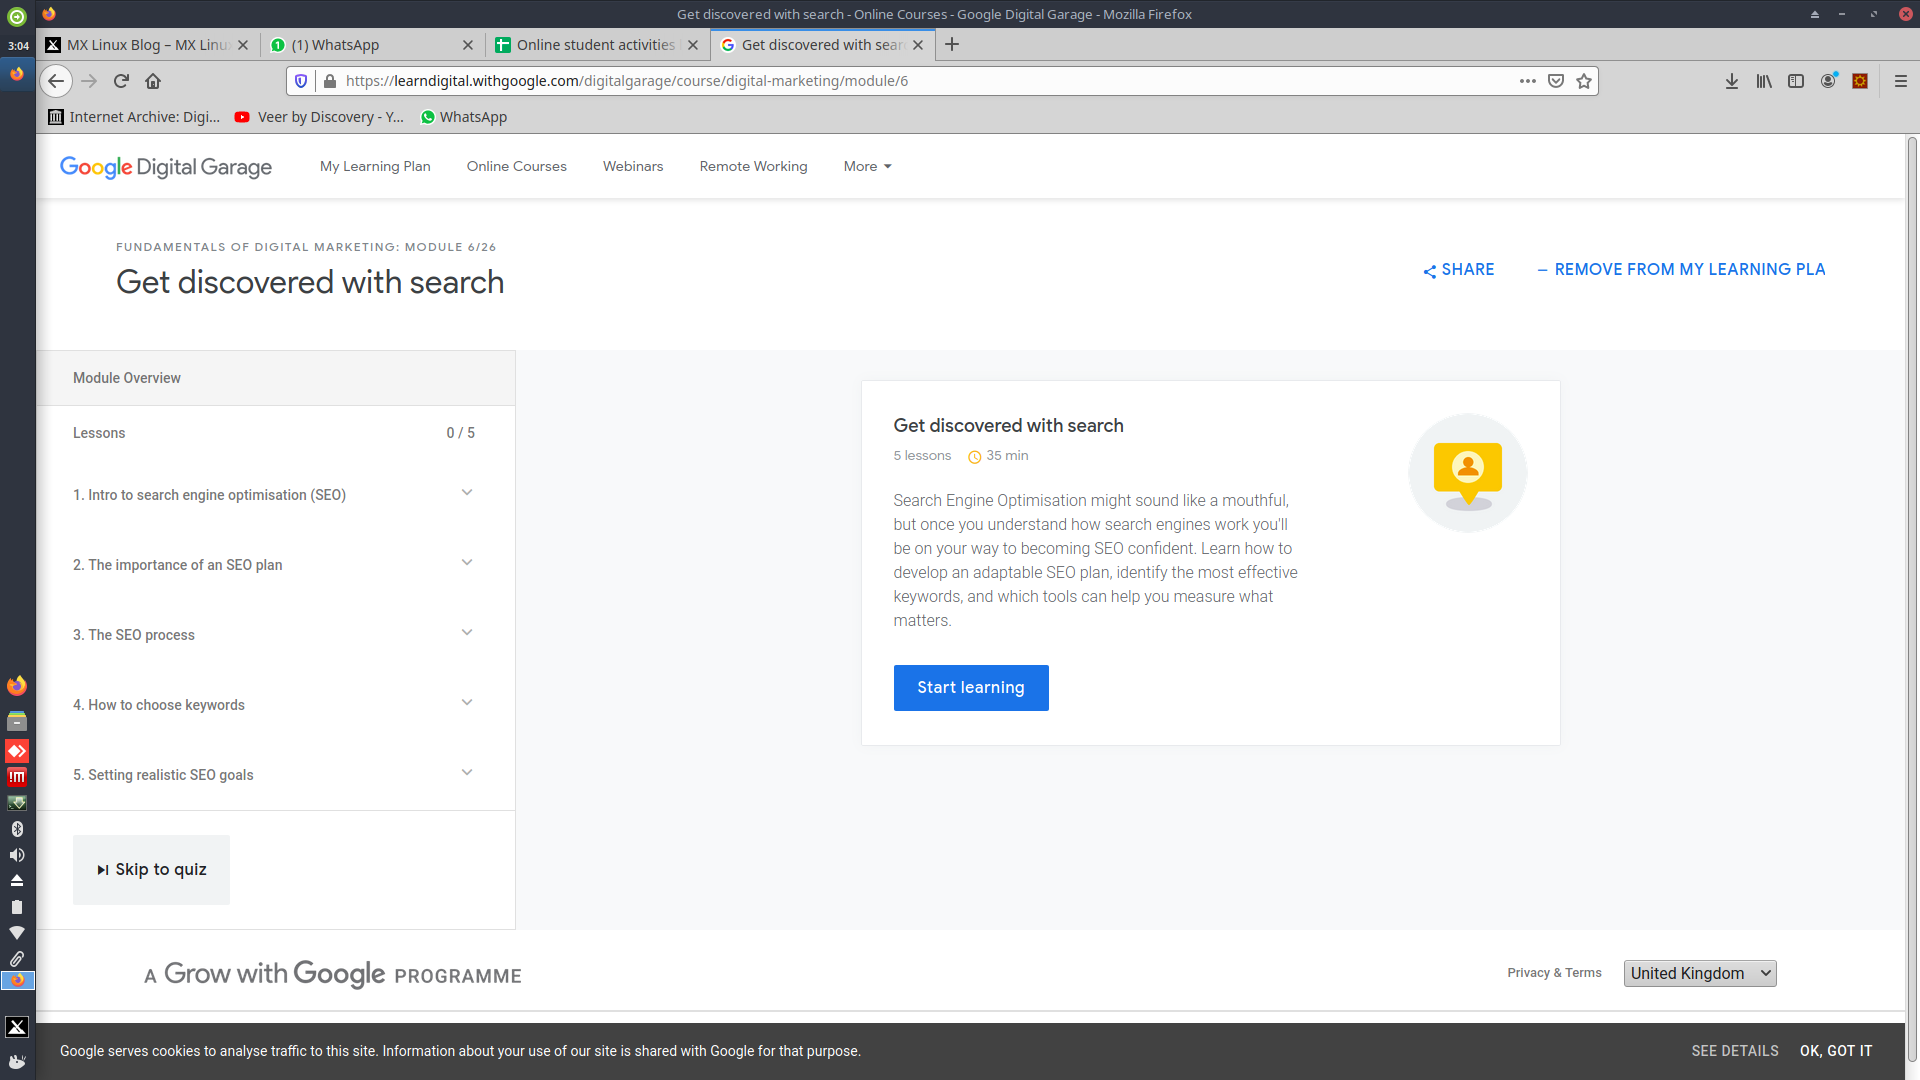 Get discovered with search - Online Courses - Google Digital Garage - Mozilla Firefox
3:04
MX Linux Blog – MX Linu
(1) WhatsApp
Online student activities
Get discovered with sear
https://learndigital.withgoogle.com/digitalgarage/course/digital-marketing/module/6
Internet Archive: Digi...
Veer by Discovery - Y...
WhatsApp
Google Digital Garage
My Learning Plan
Online Courses
Webinars
Remote Working
More
FUNDAMENTALS OF DIGITAL MARKETING: MODULE 6/26
Get discovered with search
SHARE
– REMOVE FROM MY LEARNING PLA
Module Overview
Lessons 0 / 5
1. Intro to search engine optimisation (SEO)
2. The importance of an SEO plan
3. The SEO process
4. How to choose keywords
5. Setting realistic SEO goals
Skip to quiz
Get discovered with search
5 lessons 35 min
Search Engine Optimisation might sound like a mouthful,
but once you understand how search engines work you'll
be on your way to becoming SEO confident. Learn how to
develop an adaptable SEO plan, identify the most effective
keywords, and which tools can help you measure what
matters.
Start learning
A Grow with Google PROGRAMME
Privacy & Terms
United Kingdom
Google serves cookies to analyse traffic to this site. Information about your use of our site is shared with Google for that purpose.
SEE DETAILS
OK, GOT IT